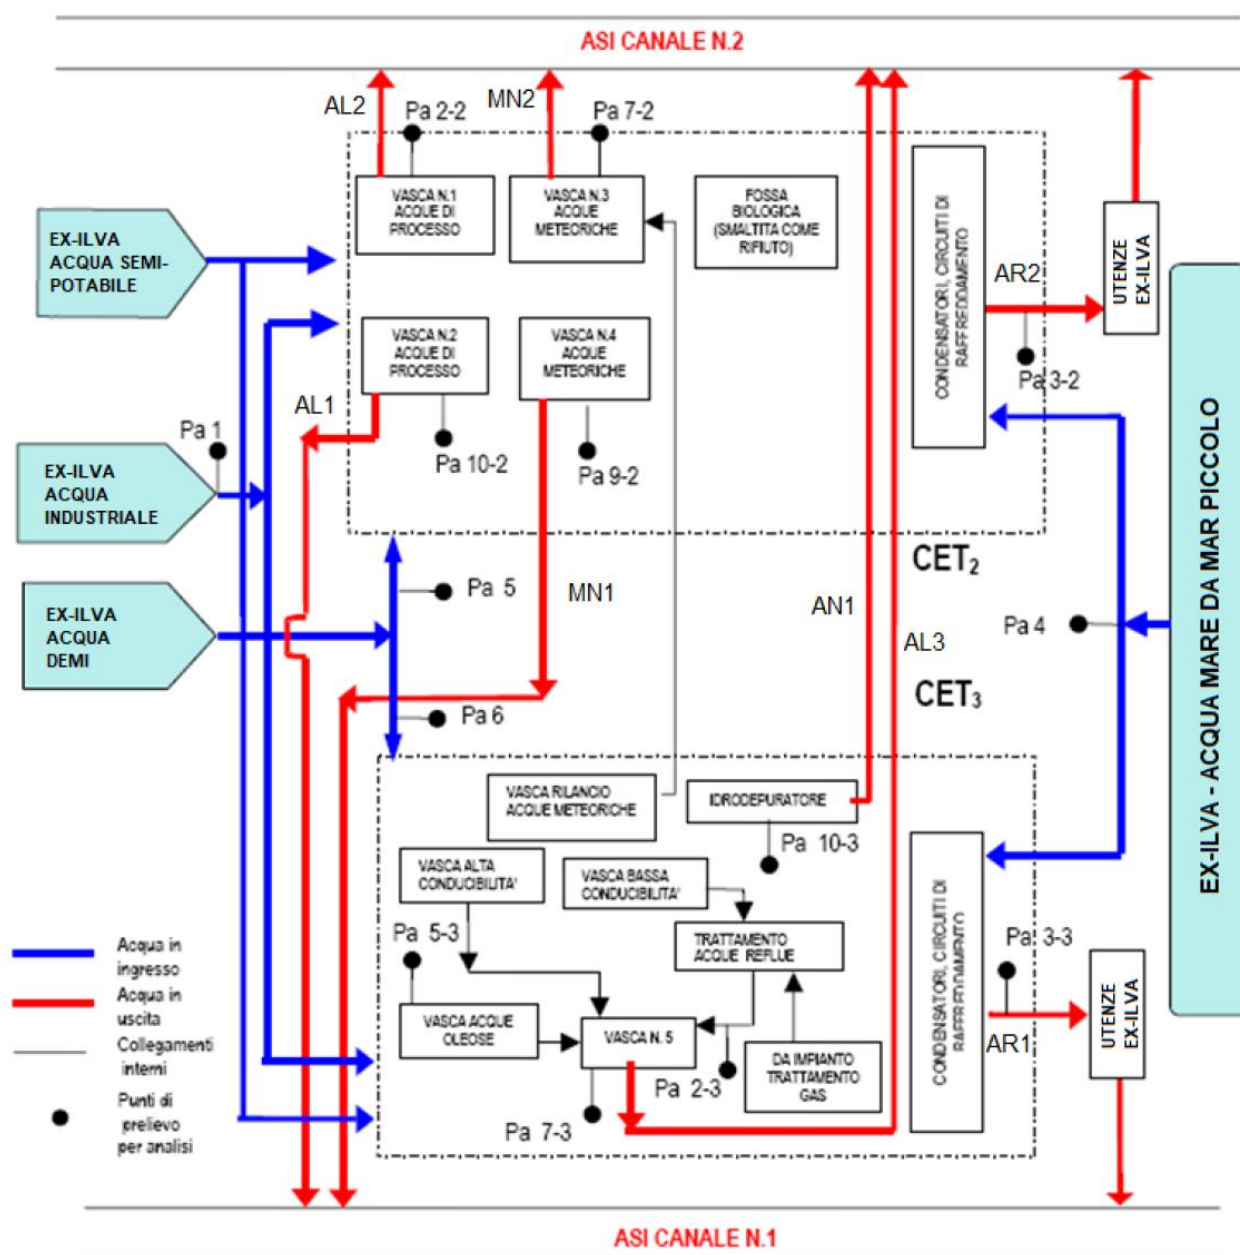 ASI CANALE N.2
AL2
MN2
Pa 2-2
Pa 7-2
VASCA N.1
ACQUE DI
PROCESSO
VASCA N.3
ACQUE
METEORICHE
FOSSA
BIOLOGICA
(SMALTITA COME
RIFIUTO)
CONDENSATORI, CIRCUITI DI
RAFFREDDAMENTO
UTENZE
EX-ILVA
EX-ILVA
ACQUA SEMI-
POTABILE
AR2
VASCA N.2
ACQUE DI
PROCESSO
VASCA N.4
ACQUE
METEORICHE
Pa 3-2
AL1
Pa 1
Pa 10-2
Pa 9-2
EX-ILVA
ACQUA
INDUSTRIALE
CET2
Pa 5
MN1
AN1
EX-ILVA
ACQUA
DEMI
Pa 4
AL3
EX-ILVA - ACQUA MARE DA MAR PICCOLO
CET3
Pa 6
VASCA RILANCIO
ACQUE METEORICHE
IDRODEPURATORE
Pa 10-3
VASCA ALTA
CONDUCIBILITA'
VASCA BASSA
CONDUCIBILITA'
CONDENSATORI, CIRCUITI DI
RAFFREDDAMENTO
Pa 5-3
TRATTAMENTO
ACQUE REFLUE
Pa 3-3
Acqua in
ingresso
Acqua in
uscita
Collegamenti
interni
Punti di
prelievo
per analisi
VASCA ACQUE
OLEOSE
VASCA N. 5
AR1
UTENZE
EX-ILVA
DA IMPIANTO
TRATTAMENTO
GAS
Pa 2-3
Pa 7-3
ASI CANALE N.1